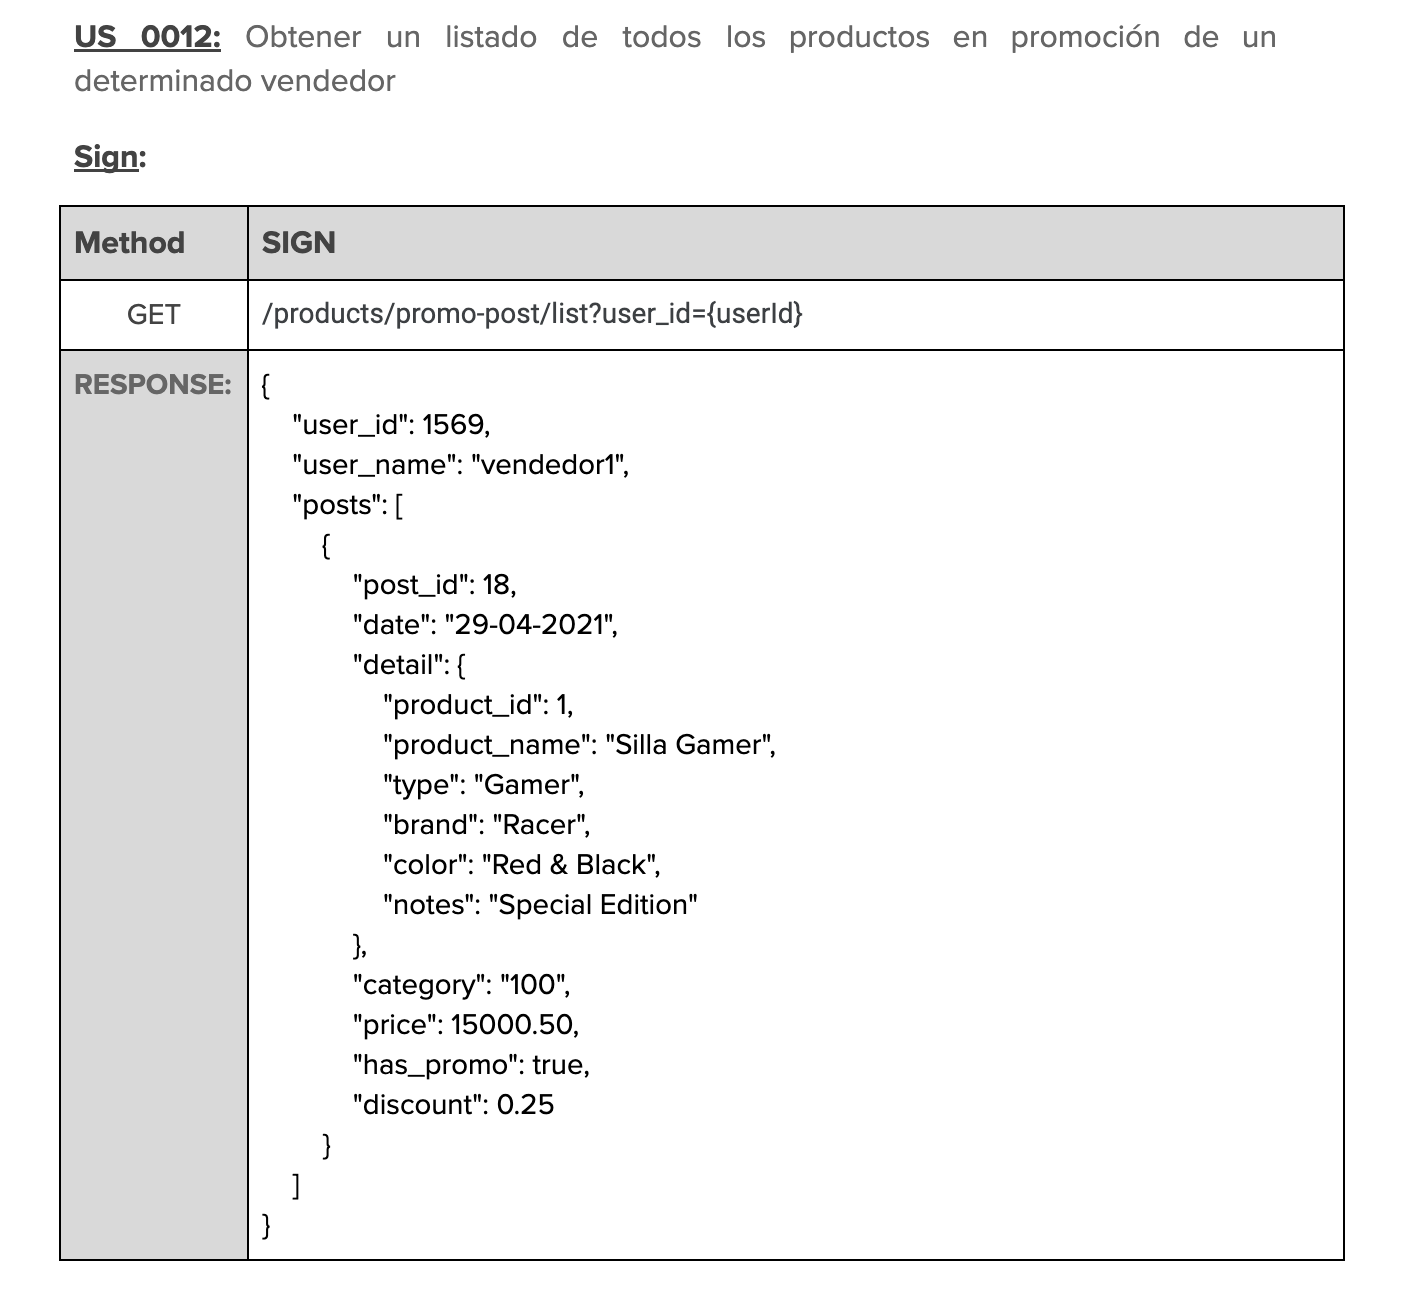 US 0012: Obtener un listado de todos los productos en promoción de un
determinado vendedor
Sign:
Method SIGN
GET /products/promo-post/list?user_id={userId}
RESPONSE: {
"user_id": 1569,
"user_name": "vendedor1",
"posts": [
{
"post_id": 18,
"date": "29-04-2021",
"detail": {
"product_id": 1,
"product_name": "Silla Gamer",
"type": "Gamer",
"brand": "Racer",
"color": "Red & Black",
"notes": "Special Edition"
},
"category": "100",
"price": 15000.50,
"has_promo": true,
"discount": 0.25
}
]
}